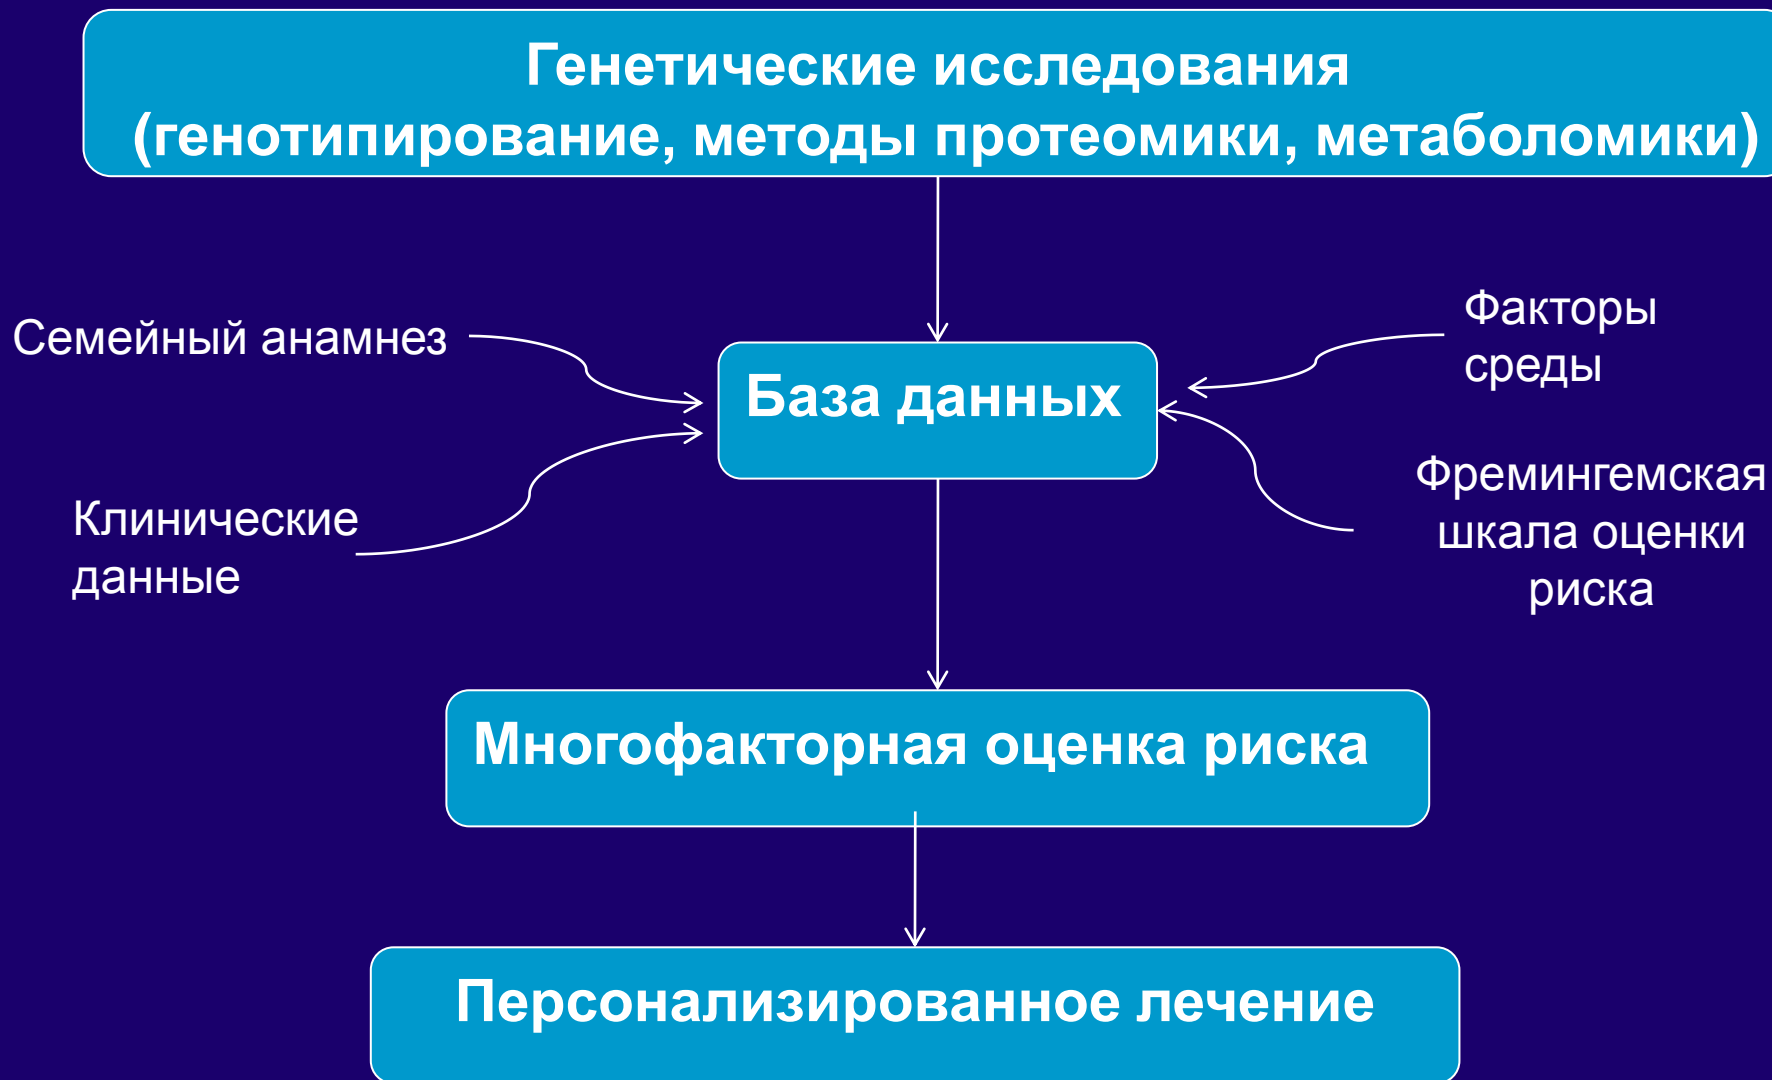 Генетические исследования
(генотипирование, методы протеомики, метаболомики)
Семейный анамнез
Факторы
среды
База данных
Клинические
данные
Фремингемская
шкала оценки
риска
Многофакторная оценка риска
Персонализированное лечение